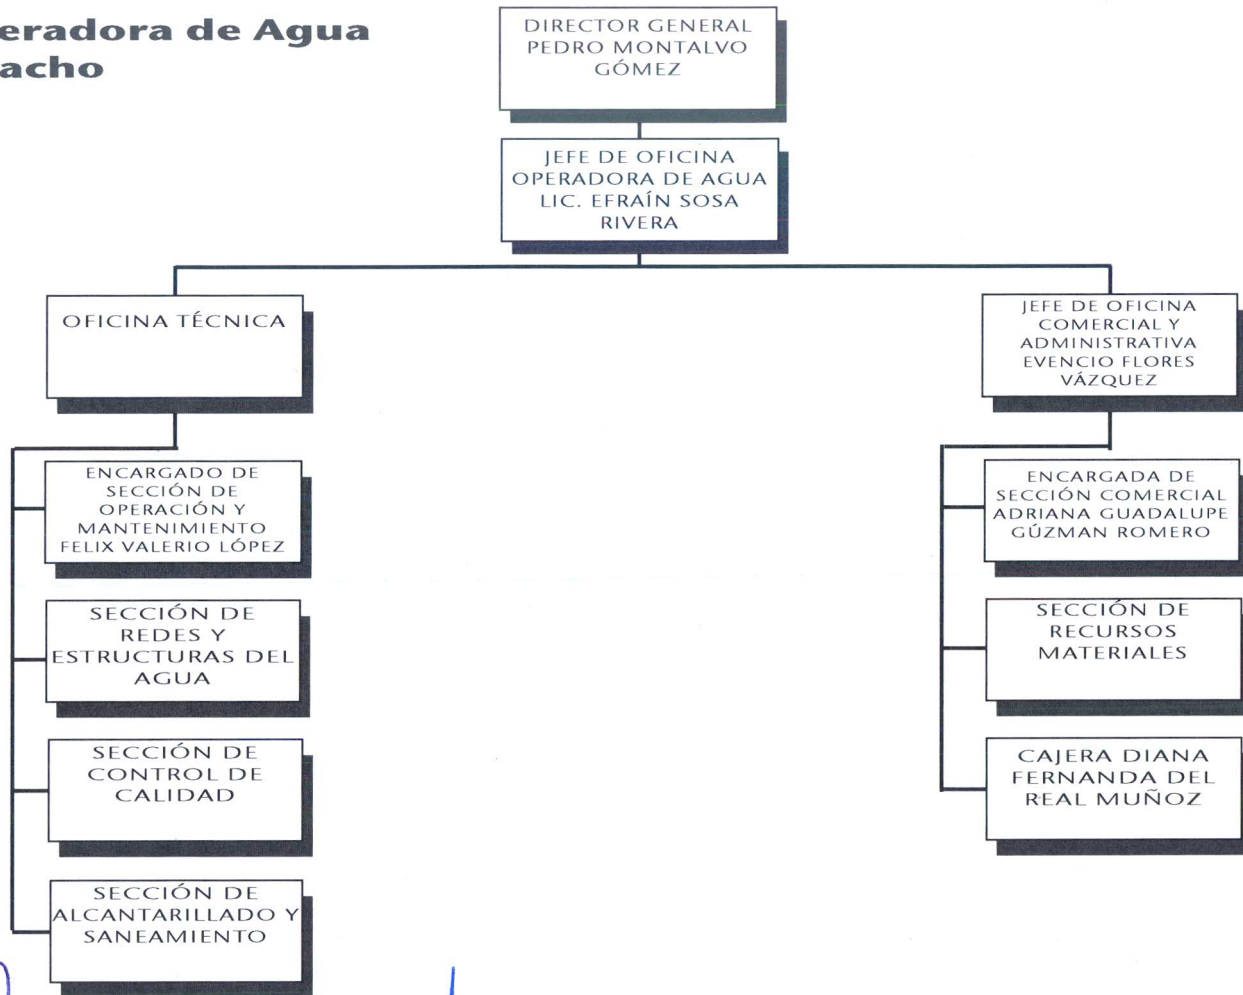 eradora de Agua
acho
DIRECTOR GENERAL
PEDRO MONTALVO
GÓMEZ
JEFE DE OFICINA
OPERADORA DE AGUA
LIC. EFRAÍN SOSA
RIVERA
OFICINA TÉCNICA
ENCARGADO DE
SECCIÓN DE
OPERACIÓN Y
MANTENIMIENTO
FELIX VALERIO LÓPEZ
SECCIÓN DE
REDES Y
ESTRUCTURAS DEL
AGUA
SECCIÓN DE
CONTROL DE
CALIDAD
SECCIÓN DE
ALCANTARILLADO Y
SANEAMIENTO
JEFE DE OFICINA
COMERCIAL Y
ADMINISTRATIVA
EVENCIO FLORES
VÁZQUEZ
ENCARGADA DE
SECCIÓN COMERCIAL
ADRIANA GUADALUPE
GÚZMAN ROMERO
SECCIÓN DE
RECURSOS
MATERIALES
CAJERA DIANA
FERNANDA DEL
REAL MUÑOZ